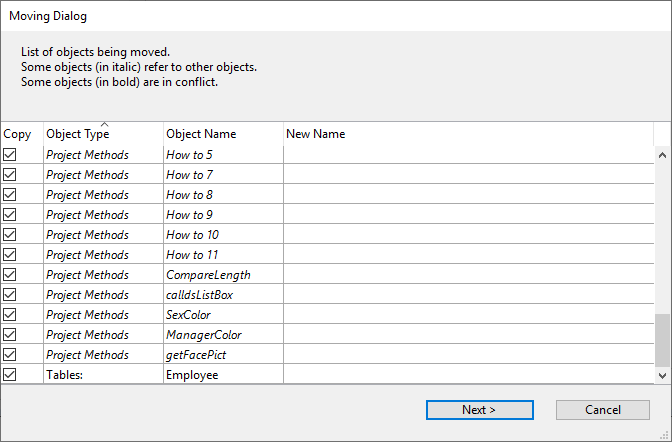 Moving Dialog
List of objects being moved.
Some objects (in italic) refer to other objects.
Some objects (in bold) are in conflict.
Copy Object Type Object Name New Name
Project Methods How to 5
Project Methods How to 7
Project Methods How to 8
Project Methods How to 9
Project Methods How to 10
Project Methods How to 11
Project Methods CompareLength
Project Methods calldsListBox
Project Methods SexColor
Project Methods ManagerColor
Project Methods getFacePict
Tables: Employee
Next > Cancel